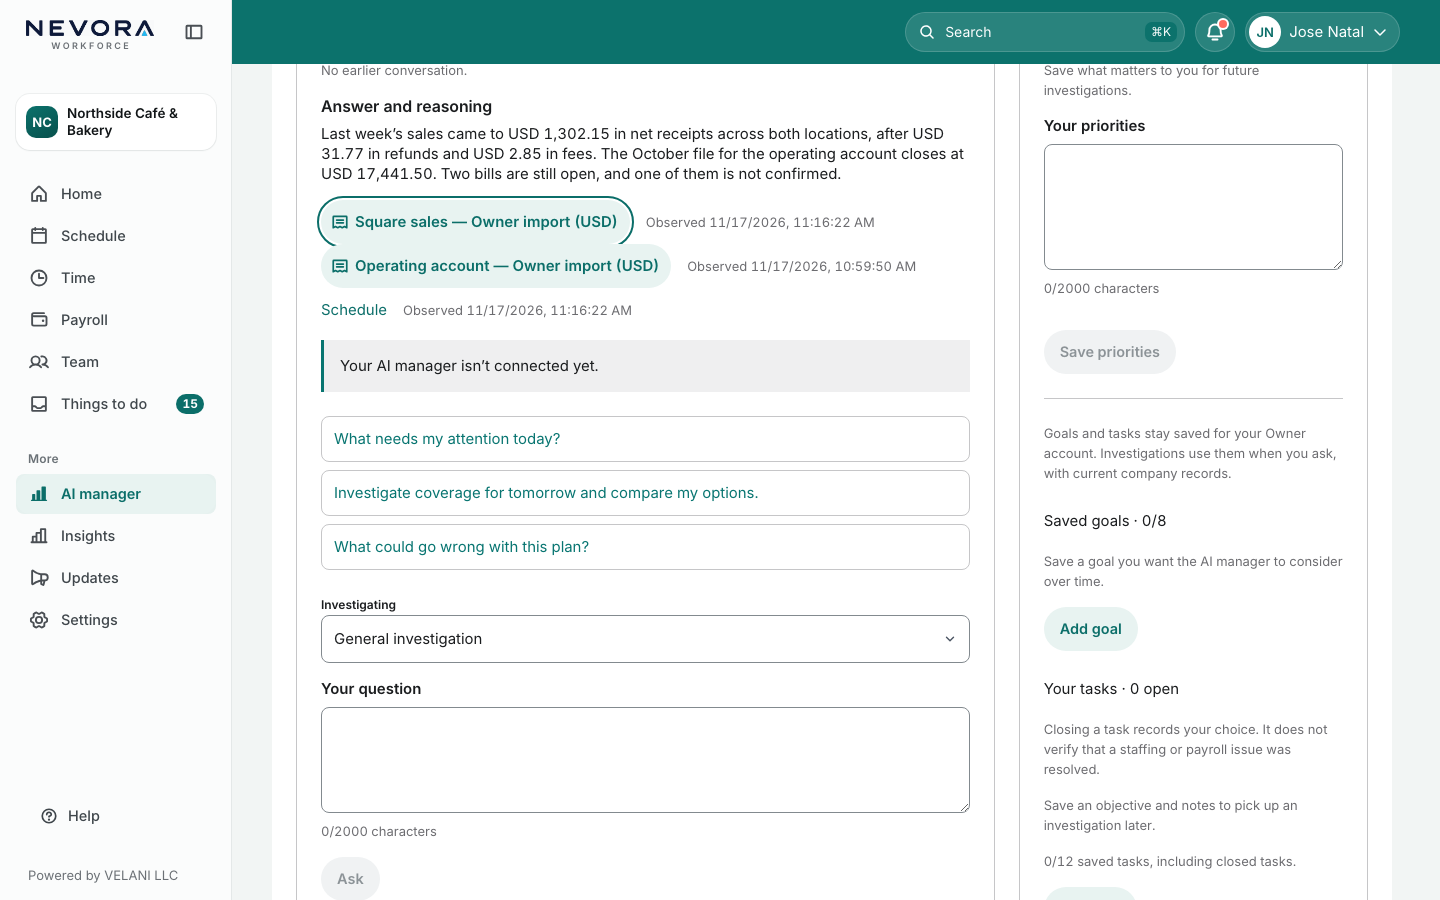 NEVORA
WORKFORCE
Search
⌘K
JN
Jose Natal
NC
Northside Café &
Bakery
Home
Schedule
Time
Payroll
Team
Things to do
15
More
AI manager
Insights
Updates
Settings
Help
Powered by VELANI LLC
No earlier conversation.
Answer and reasoning
Last week’s sales came to USD 1,302.15 in net receipts across both locations, after USD
31.77 in refunds and USD 2.85 in fees. The October file for the operating account closes at
USD 17,441.50. Two bills are still open, and one of them is not confirmed.
Square sales — Owner import (USD)
Observed 11/17/2026, 11:16:22 AM
Operating account — Owner import (USD)
Observed 11/17/2026, 10:59:50 AM
Schedule
Observed 11/17/2026, 11:16:22 AM
Your AI manager isn’t connected yet.
What needs my attention today?
Investigate coverage for tomorrow and compare my options.
What could go wrong with this plan?
Investigating
General investigation
Your question
0/2000 characters
Ask
Save what matters to you for future
investigations.
Your priorities
0/2000 characters
Save priorities
Goals and tasks stay saved for your Owner
account. Investigations use them when you ask,
with current company records.
Saved goals · 0/8
Save a goal you want the AI manager to consider
over time.
Add goal
Your tasks · 0 open
Closing a task records your choice. It does not
verify that a staffing or payroll issue was
resolved.
Save an objective and notes to pick up an
investigation later.
0/12 saved tasks, including closed tasks.